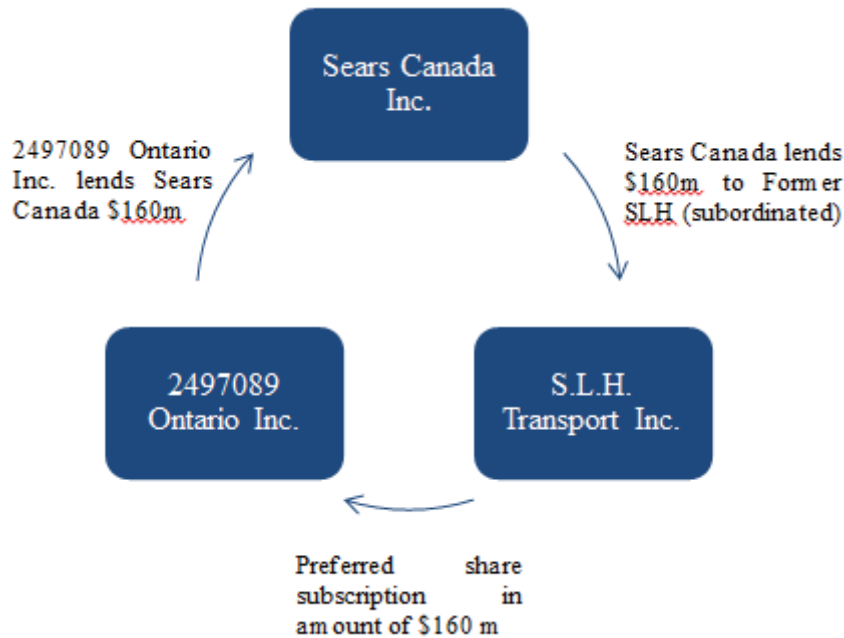 Sears Canada
Inc.
2497089 Ontario
Inc. lends Sears
Canada $160m
Sears Canada lends
$160m to Former
SLH (subordinated)
2497089
Ontario Inc.
S.L.H.
Transport Inc.
Preferred share
subscription in
amount of $160 m